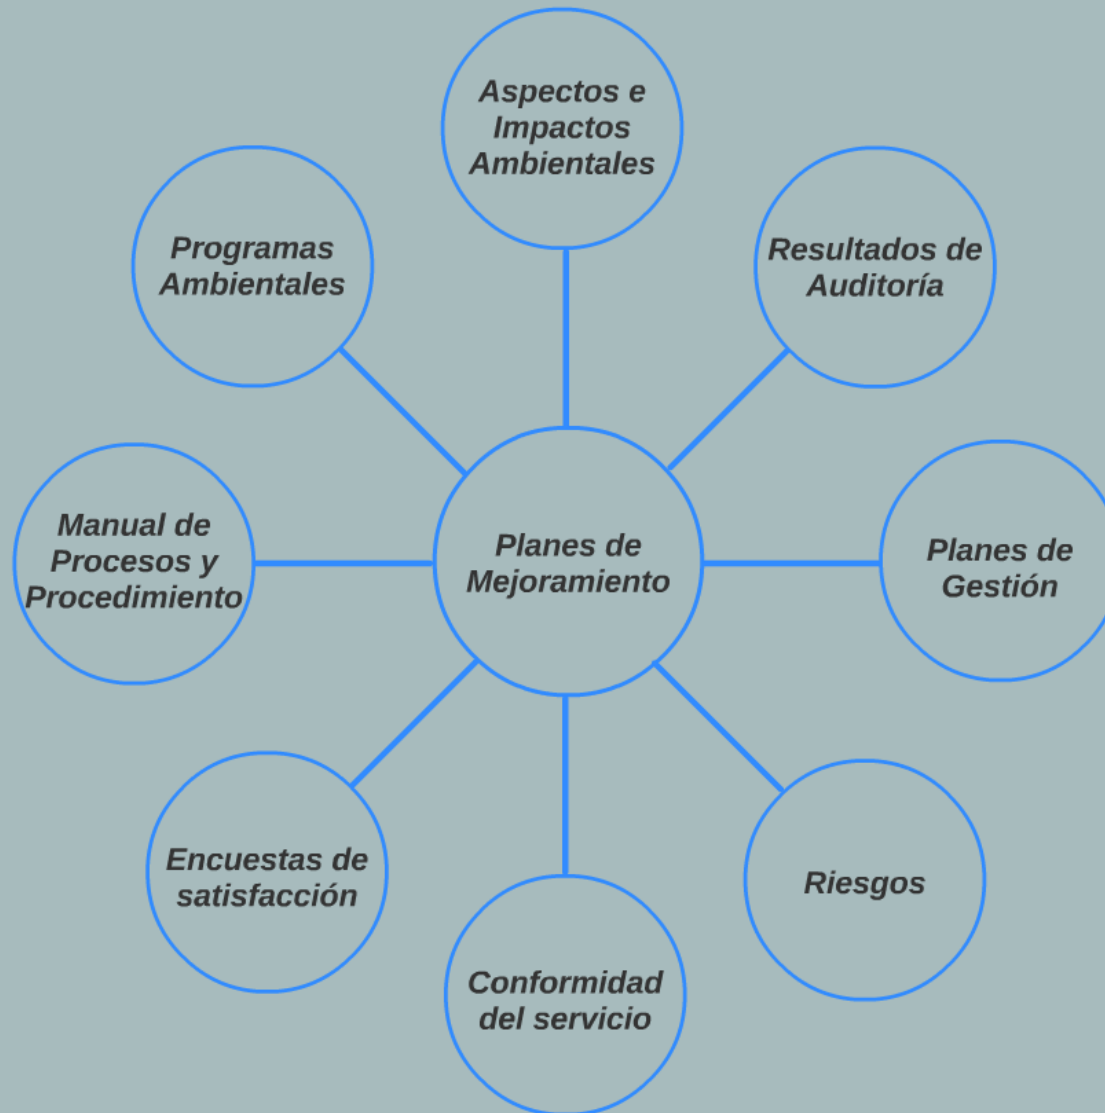 Aspectos e
Impactos
Ambientales
Programas
Ambientales
Resultados de
Auditoría
Manual de
Procesos y
Procedimiento
Planes de
Mejoramiento
Planes de
Gestión
Encuestas de
satisfacción
Riesgos
Conformidad
del servicio